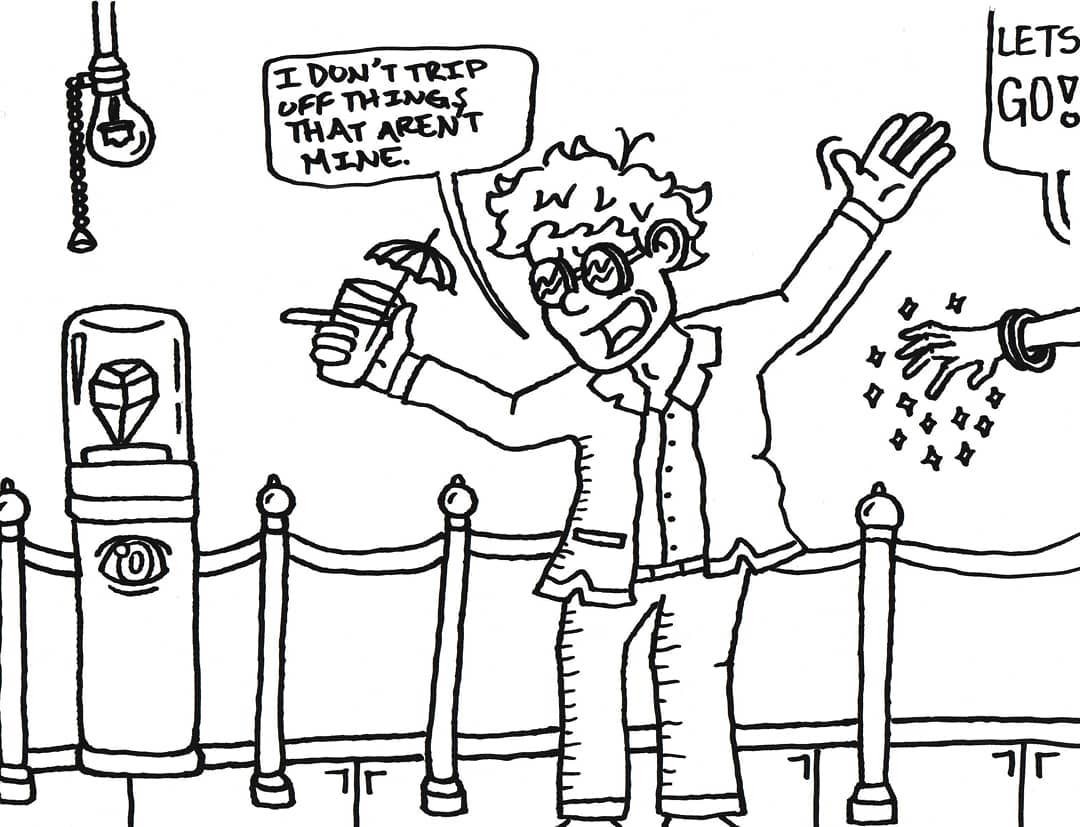 I DON'T TRIP
OFF THINGS
THAT AREN'T
MINE.
LETS
GO!